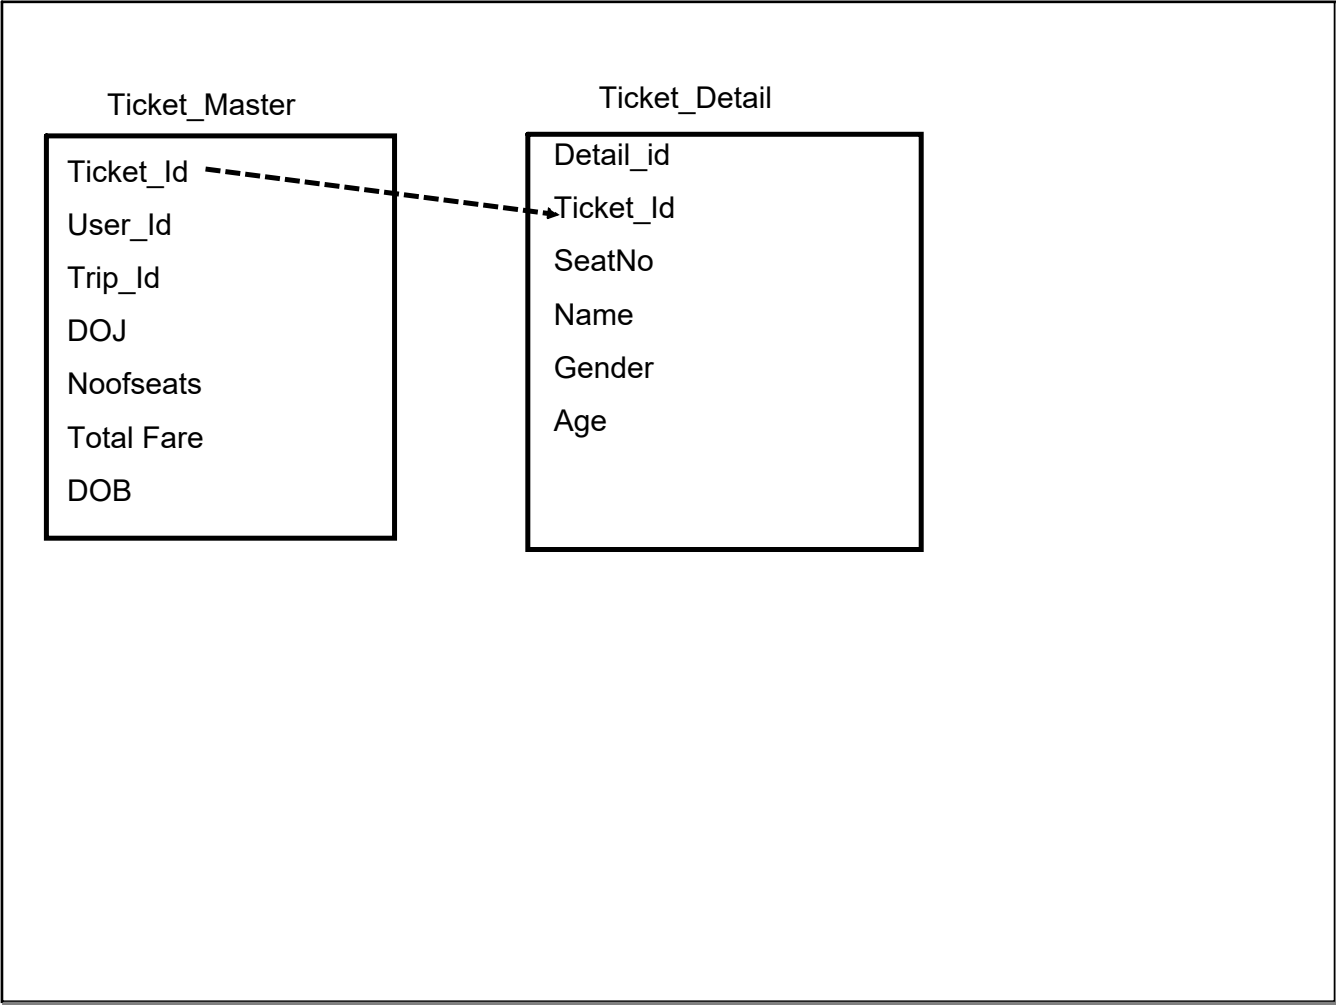 Ticket_Master
Ticket_Id
User_Id
Trip_Id
DOJ
Noofseats
Total Fare
DOB
Ticket_Detail
Detail_id
Ticket_Id
SeatNo
Name
Gender
Age